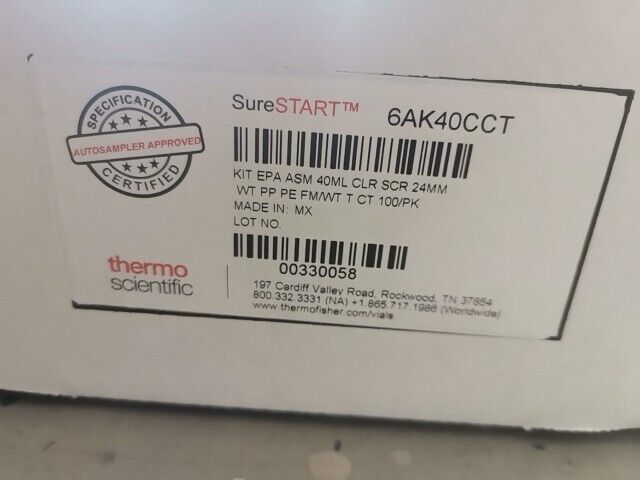 SPECIFICATION
AUTOSAMPLER APPROVED
CERTIFIED
SureSTART™ 6AK40CCT
KIT EPA ASM 40ML CLR SCR 24MM
WT PP PE FM/WT T CT 100/PK
MADE IN: MX
LOT NO.
00330058
thermo
scientific
197 Cardiff Valley Road, Rockwood, TN 37854
800.332.3331 (NA) +1.865.717.1986 (Worldwide)
www.thermofisher.com/vials